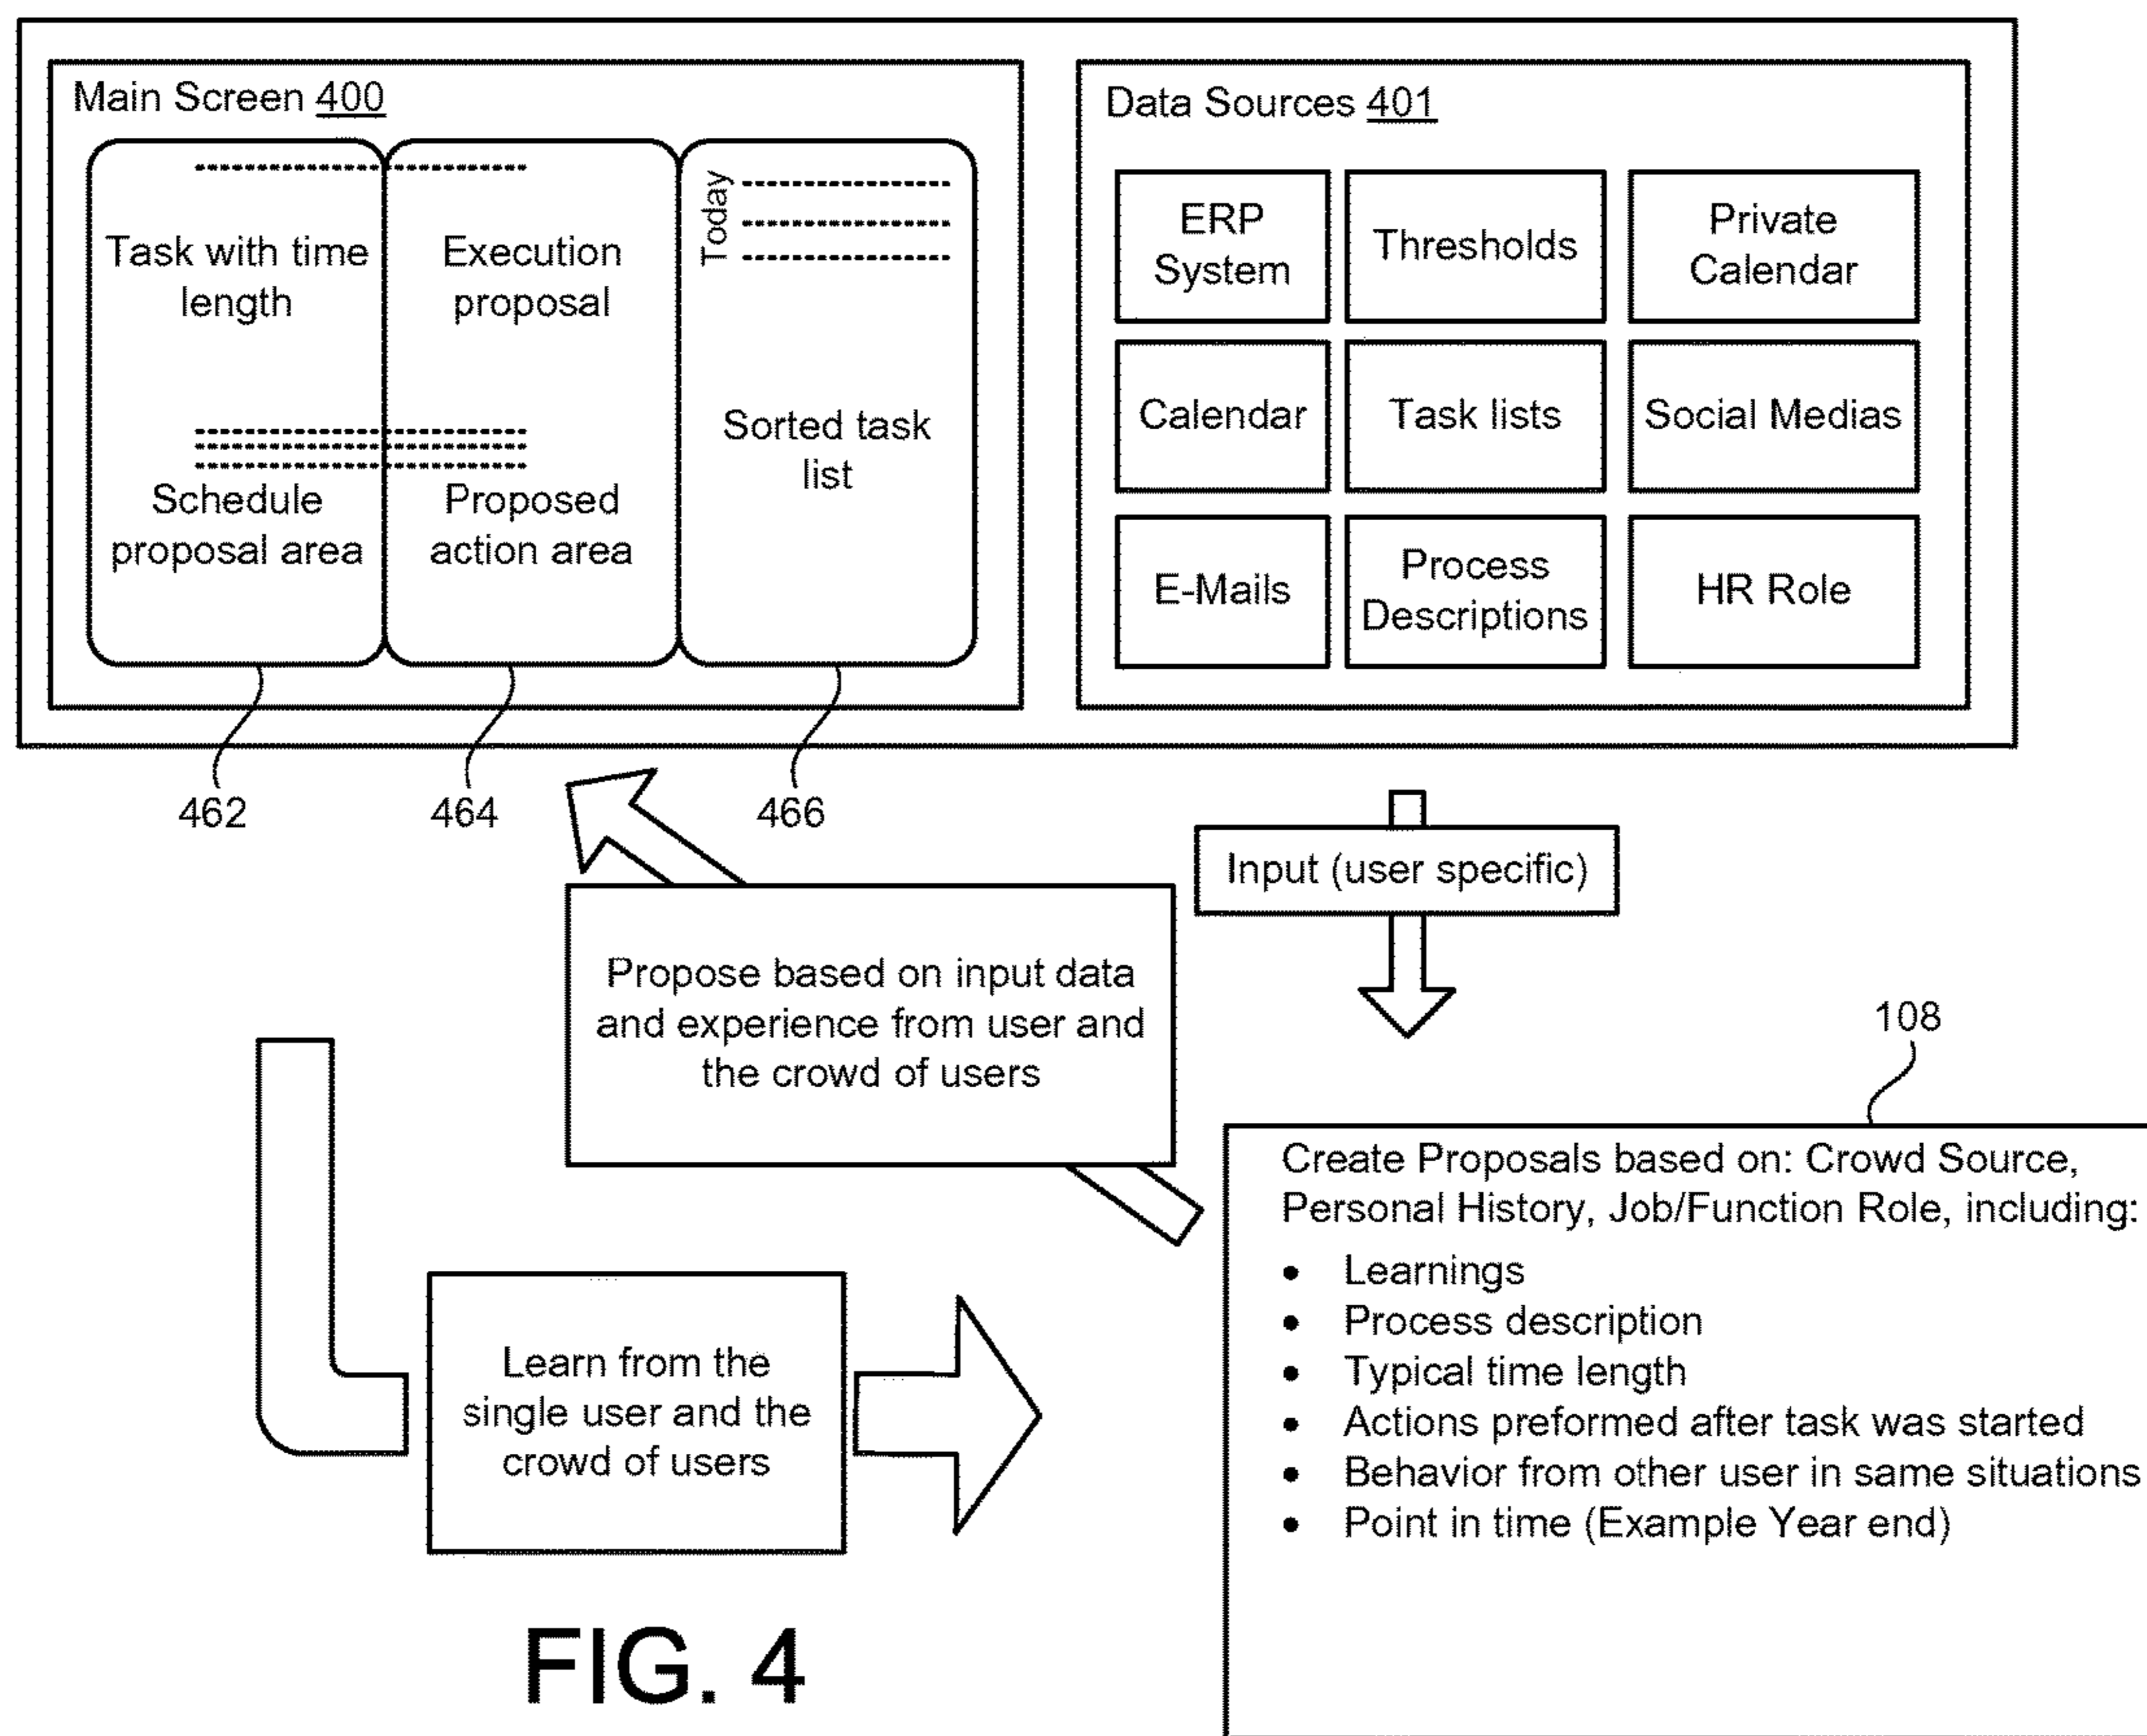 Main Screen 400
Task with time
length
Schedule
proposal area
Execution
proposal
Proposed
action area
Today
Sorted task
list
462
464
466
Data Sources 401
ERP
System
Thresholds
Private
Calendar
Calendar
Task lists
Social Medias
E-Mails
Process
Descriptions
HR Role
Input (user specific)
Propose based on input data
and experience from user and
the crowd of users
108
Create Proposals based on: Crowd Source,
Personal History, Job/Function Role, including:
• Learnings
• Process description
• Typical time length
• Actions preformed after task was started
• Behavior from other user in same situations
• Point in time (Example Year end)
Learn from the
single user and the
crowd of users
FIG. 4